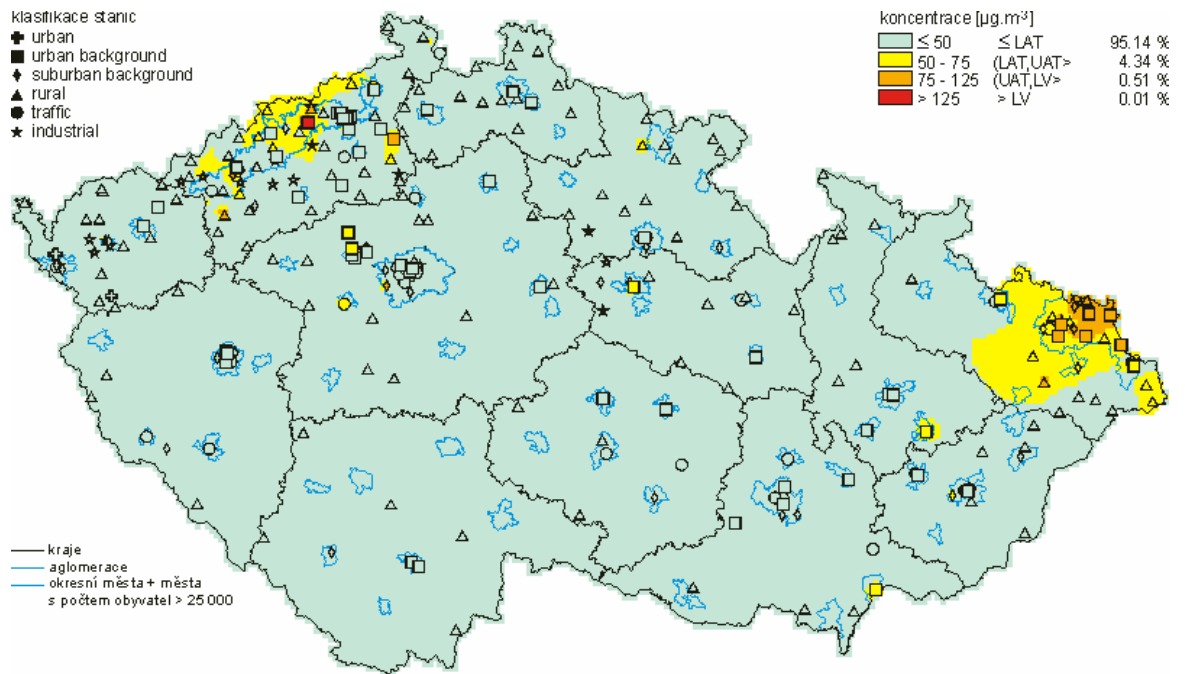 klasifikace stanic
urban
urban background
suburban background
rural
traffic
industrial
koncentrace [µg.m-3]
≤ 50 ≤ LAT 95.14 %
50 - 75 (LAT,UAT> 4.34 %
75 - 125 (UAT,LV> 0.51 %
> 125 > LV 0.01 %
kraje
aglomerace
okresní města + města
s počtem obyvatel > 25 000